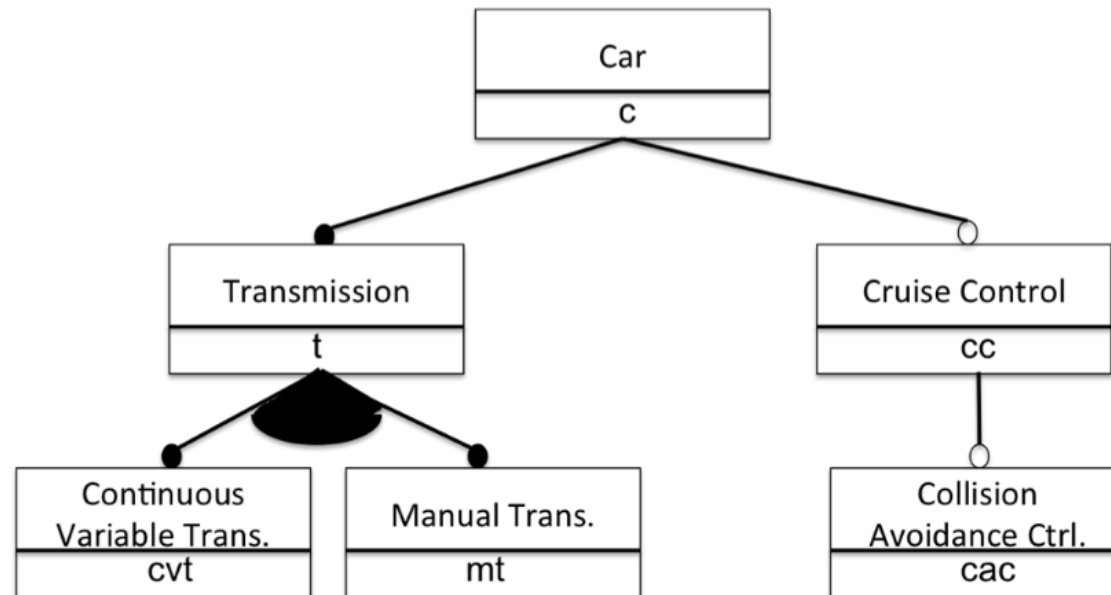 Car
c
Transmission
t
Cruise Control
cc
Continuous
Variable Trans.
cvt
Manual Trans.
mt
Collision
Avoidance Ctrl.
cac